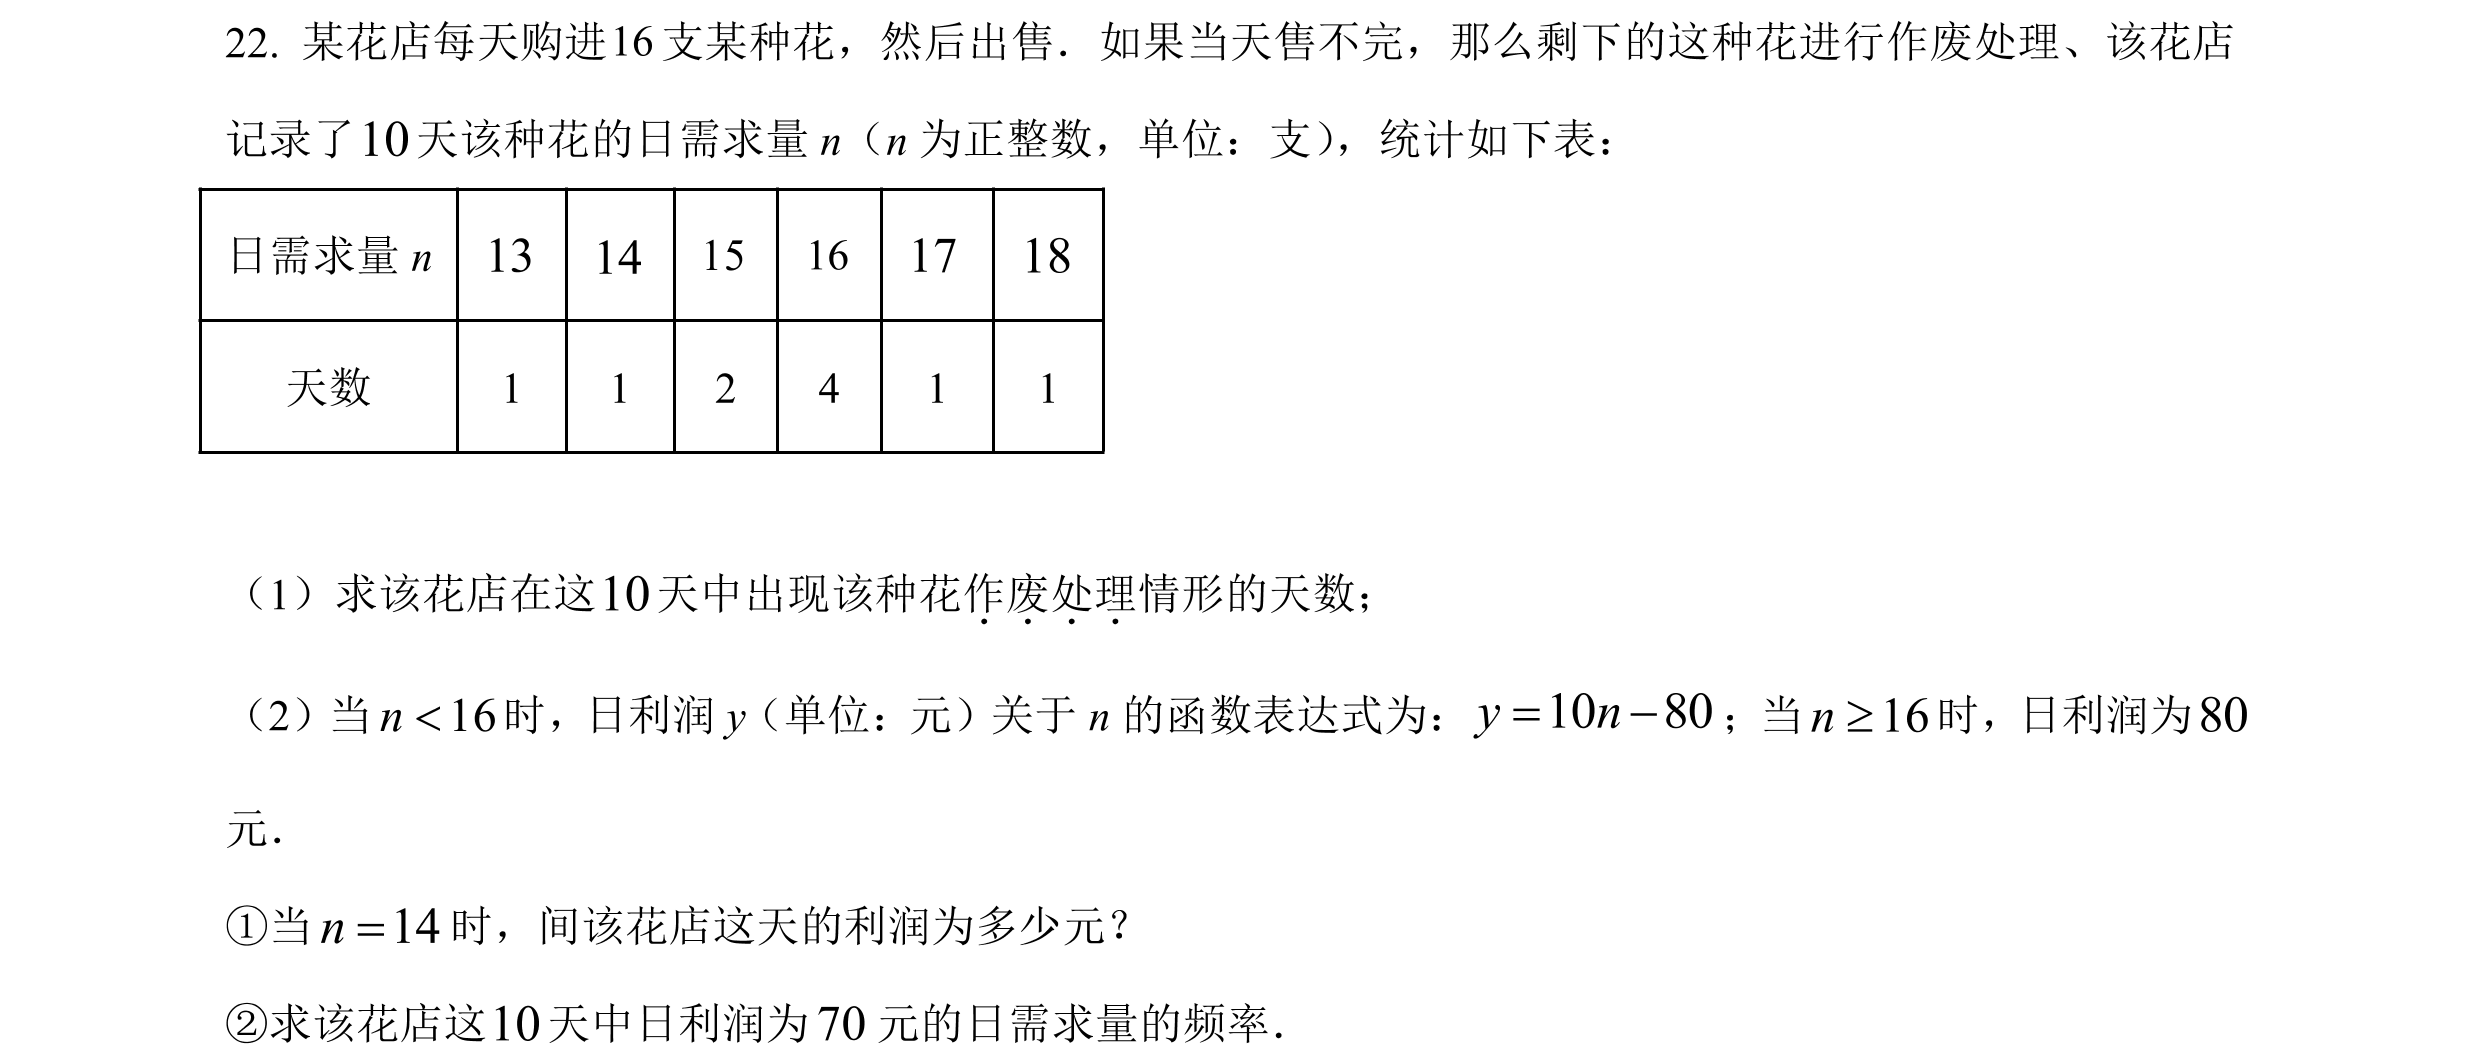 22. 某花店每天购进16支某种花，然后出售．如果当天售不完，那么剩下的这种花进行作废处理、该花店
记录了10天该种花的日需求量 n（n 为正整数，单位：支），统计如下表：
日需求量 n 13 14 15 16 17 18
天数 1 1 2 4 1 1
（1）求该花店在这10天中出现该种花作废处理情形的天数；
（2）当 n＜16时，日利润 y（单位：元）关于 n 的函数表达式为：y＝10n－80；当 n≥16时，日利润为80
元．
①当 n＝14时，间该花店这天的利润为多少元？
②求该花店这10天中日利润为70 元的日需求量的频率．